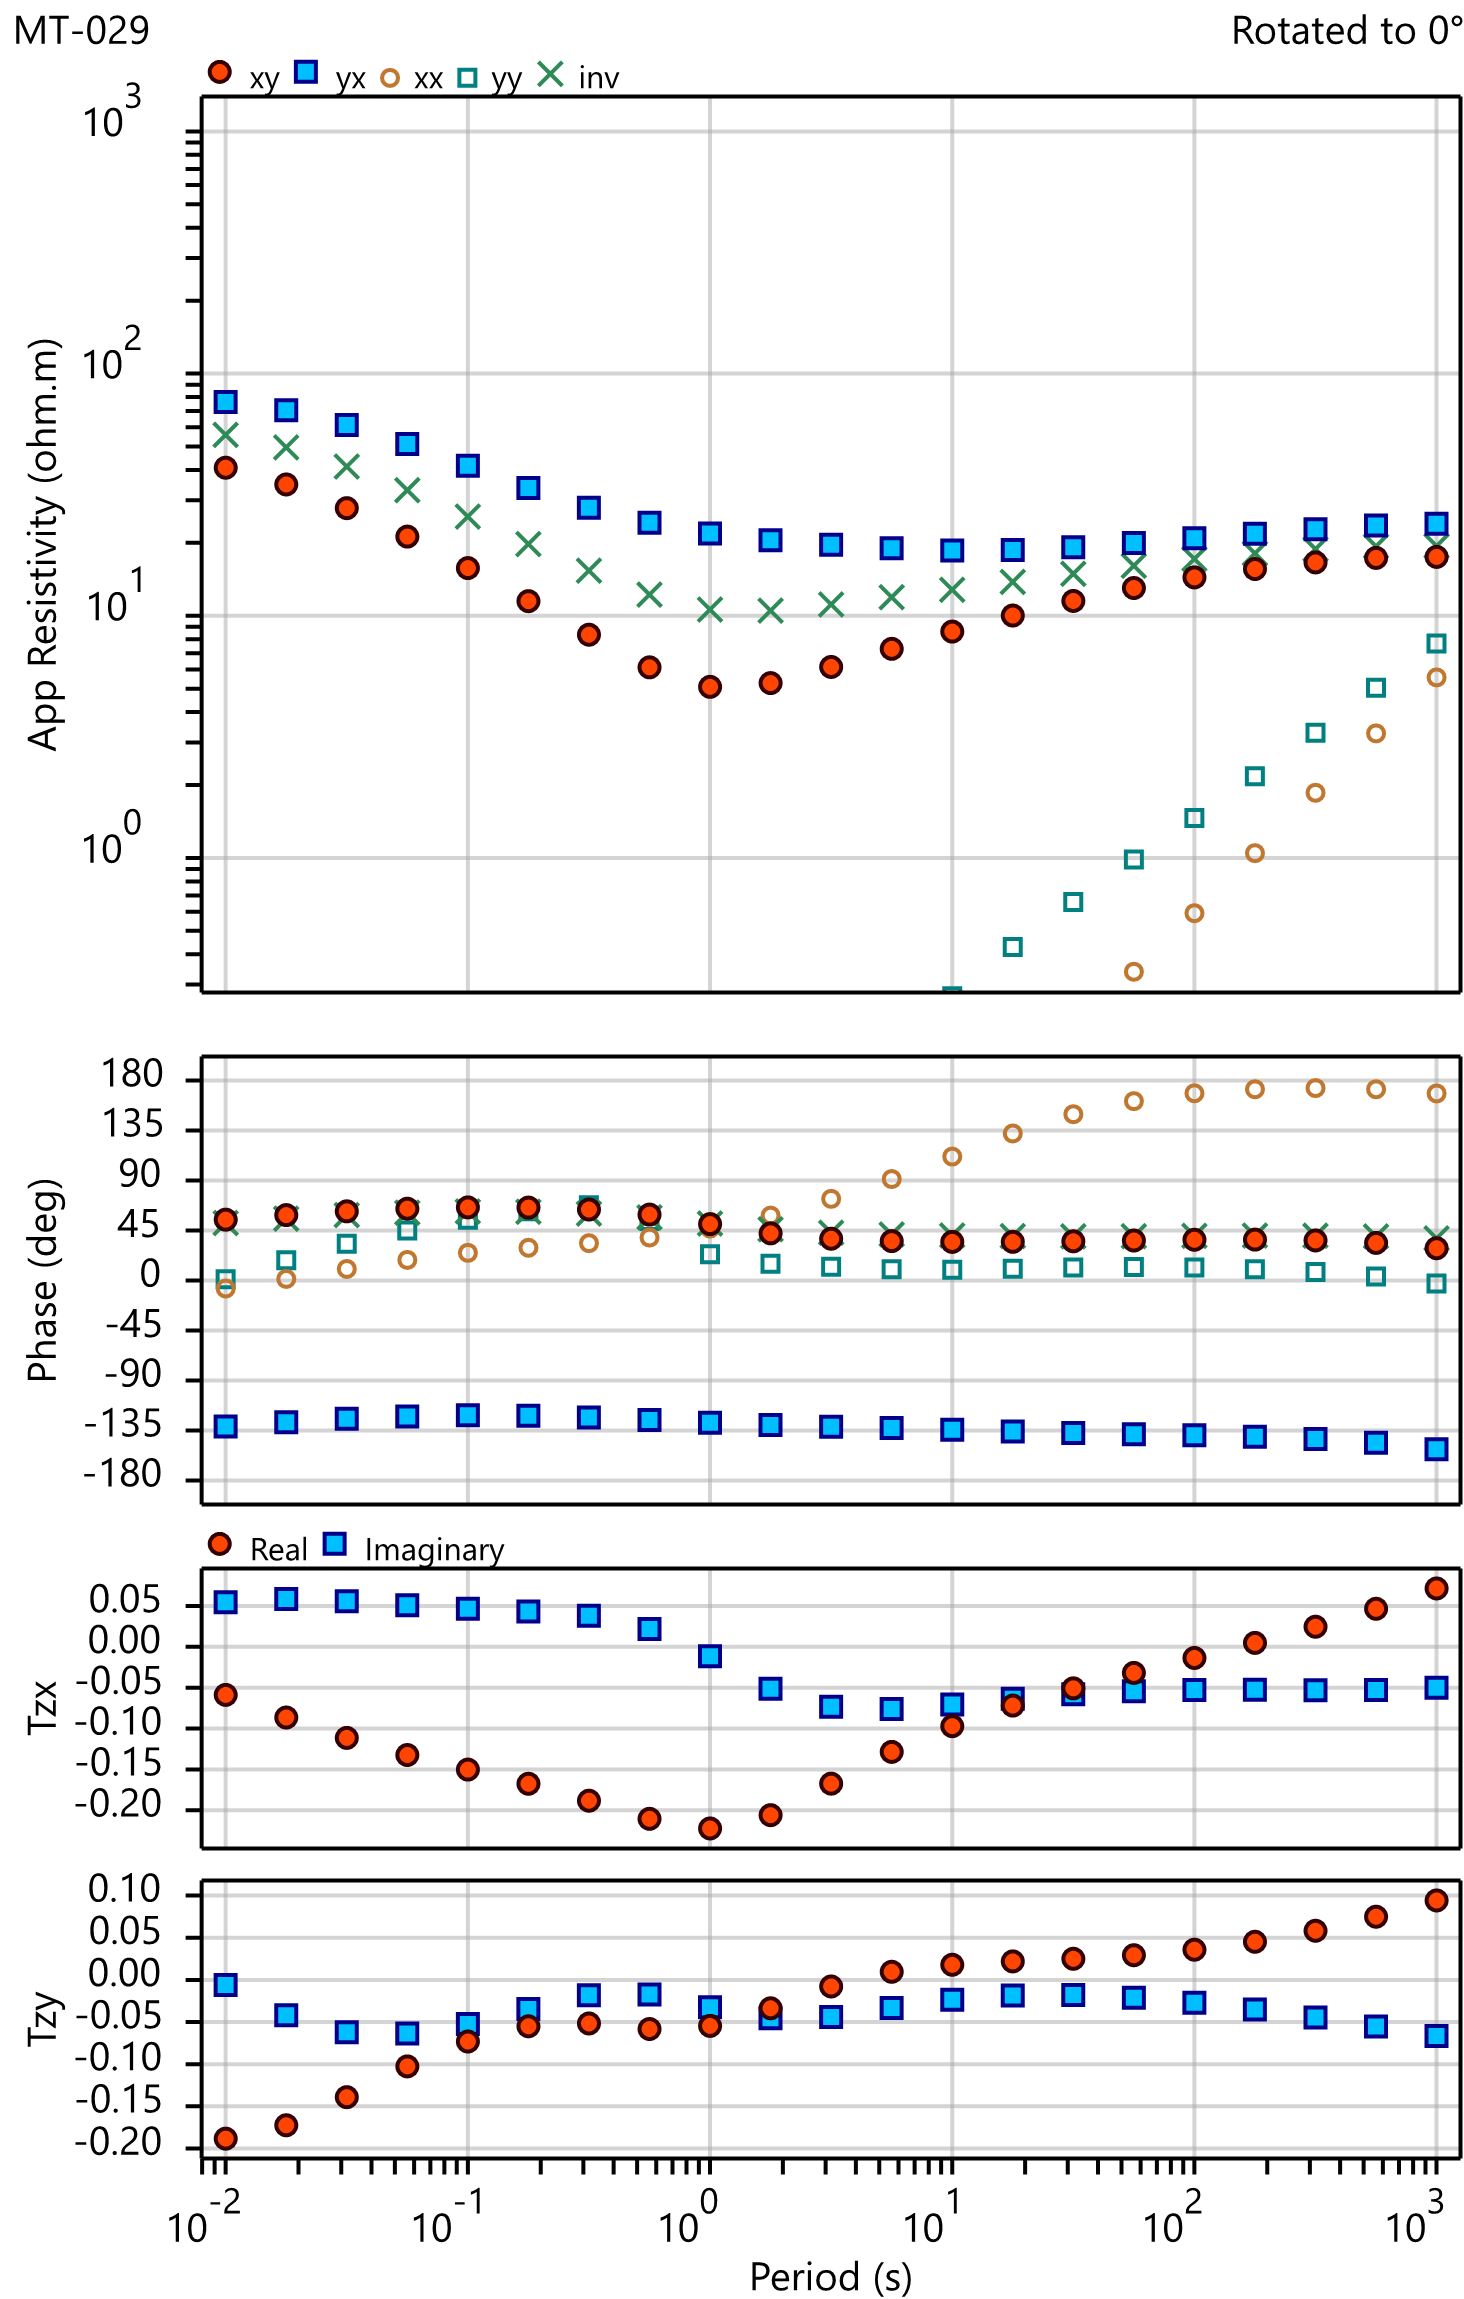 MT-029 Rotated to 0°
xy yx xx yy inv
10^3
10^2
10^1
10^0
App Resistivity (ohm.m)
180
135
90
45
0
-45
-90
-135
-180
Phase (deg)
Real Imaginary
0.05
0.00
-0.05
-0.10
-0.15
-0.20
Tzx
0.10
0.05
0.00
-0.05
-0.10
-0.15
-0.20
Tzy
10^-2 10^-1 10^0 10^1 10^2 10^3
Period (s)